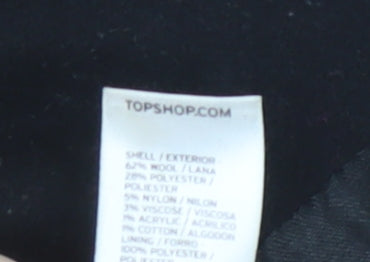 TOPSHOP.COM
SHELL / EXTERIOR
62% WOOL / LANA
28% POLYESTER /
POLIESTER
5% NYLON / NILON
3% VISCOSE / VISCOSA
1% ACRYLIC / ACRILICO
1% COTTON / ALGODON
LINING / FORRO -
100% POLYESTER /
POLIESTER